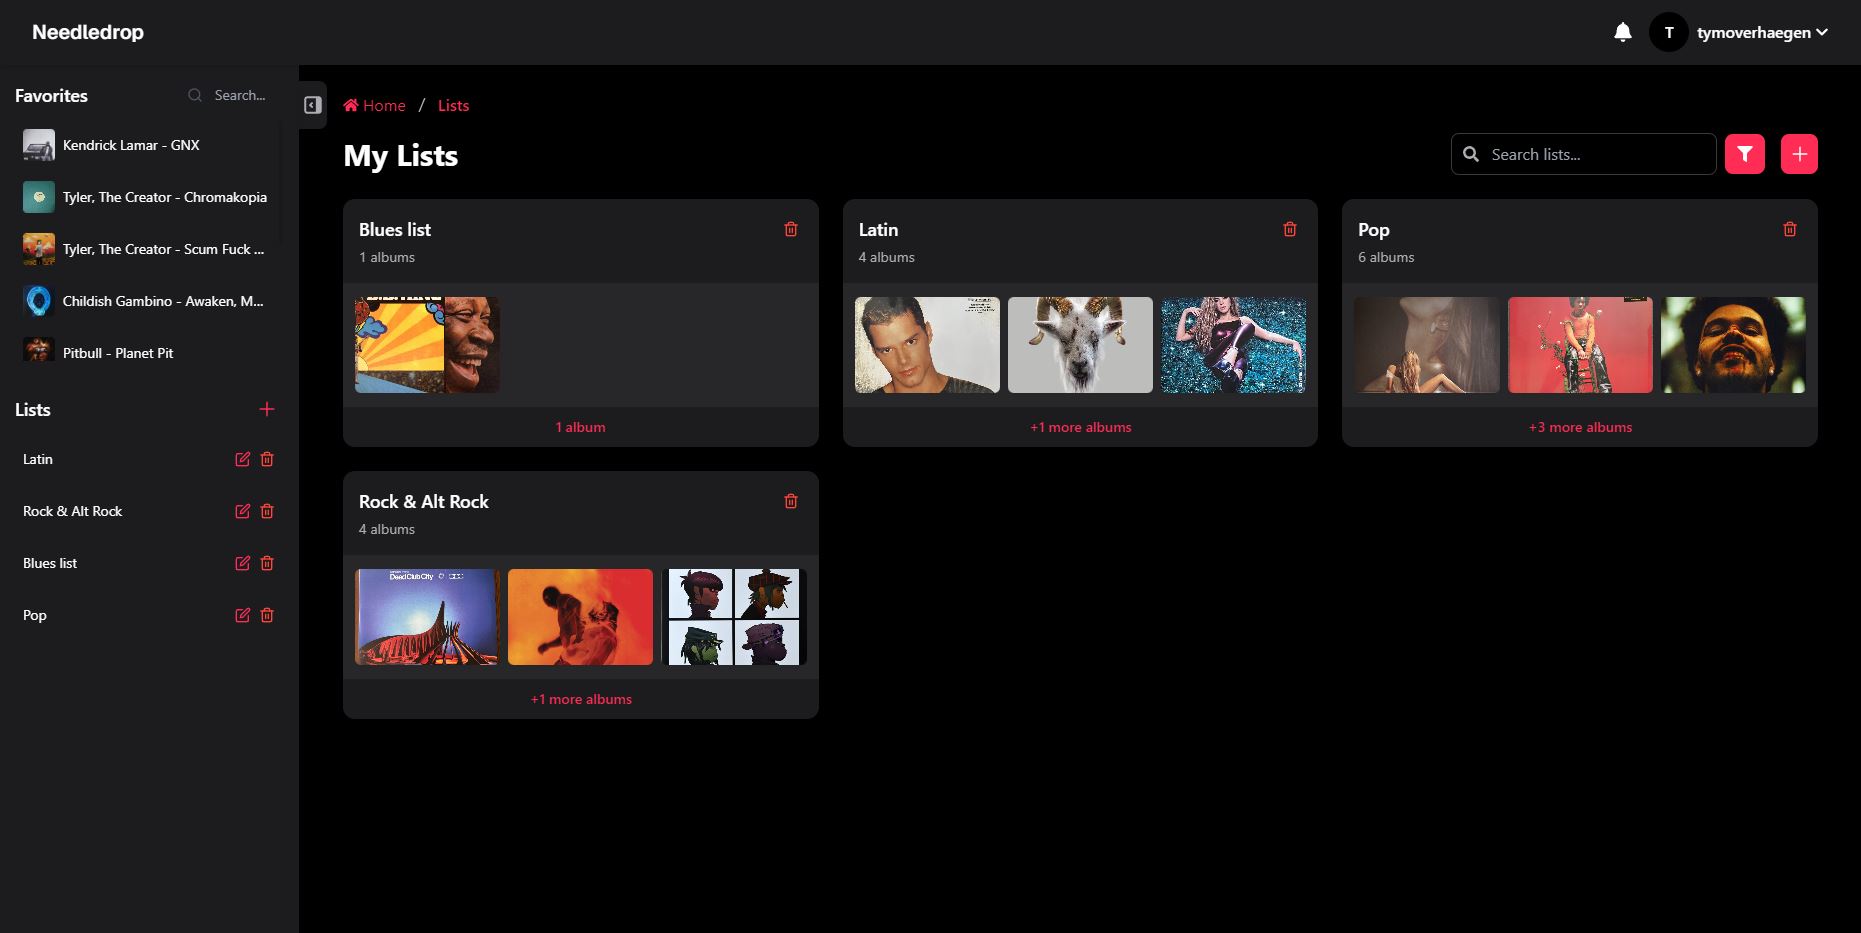 Needledrop
T
tymoverhaegen
Favorites
Search...
Kendrick Lamar - GNX
Tyler, The Creator - Chromakopia
Tyler, The Creator - Scum Fuck ...
Childish Gambino - Awaken, M...
Pitbull - Planet Pit
Lists
Latin
Rock & Alt Rock
Blues list
Pop
Home / Lists
My Lists
Search lists...
Blues list
1 albums
1 album
Latin
4 albums
+1 more albums
Pop
6 albums
+3 more albums
Rock & Alt Rock
4 albums
Dead Club City
+1 more albums